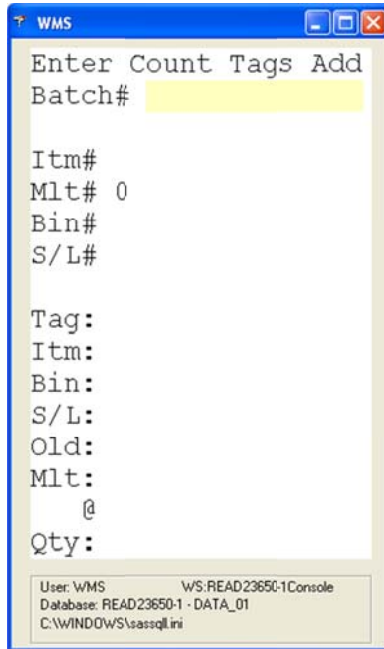 WMS
Enter Count Tags Add
Batch#
Itm#
Mlt# 0
Bin#
S/L#
Tag:
Itm:
Bin:
S/L:
Old:
Mlt:
@
Qty:
User: WMS WS:READ23650-1Console
Database: READ23650-1 - DATA_01
C:\WINDOWS\sassqll.ini